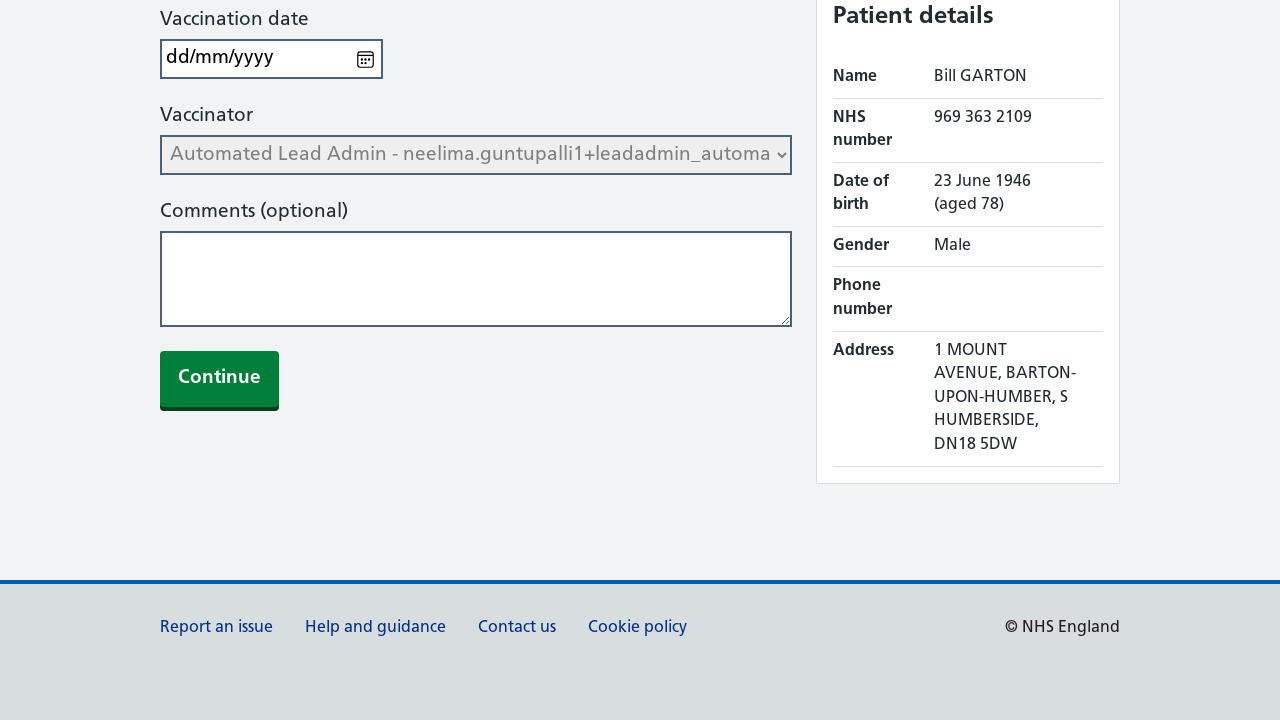 Vaccination date
dd/mm/yyyy
Vaccinator
Automated Lead Admin - neelima.guntupalli1+leadadmin_automa
Comments (optional)
Continue
Patient details
Name Bill GARTON
NHS number 969 363 2109
Date of birth 23 June 1946 (aged 78)
Gender Male
Phone number
Address 1 MOUNT
AVENUE, BARTON-
UPON-HUMBER, S
HUMBERSIDE,
DN18 5DW
Report an issue Help and guidance Contact us Cookie policy © NHS England